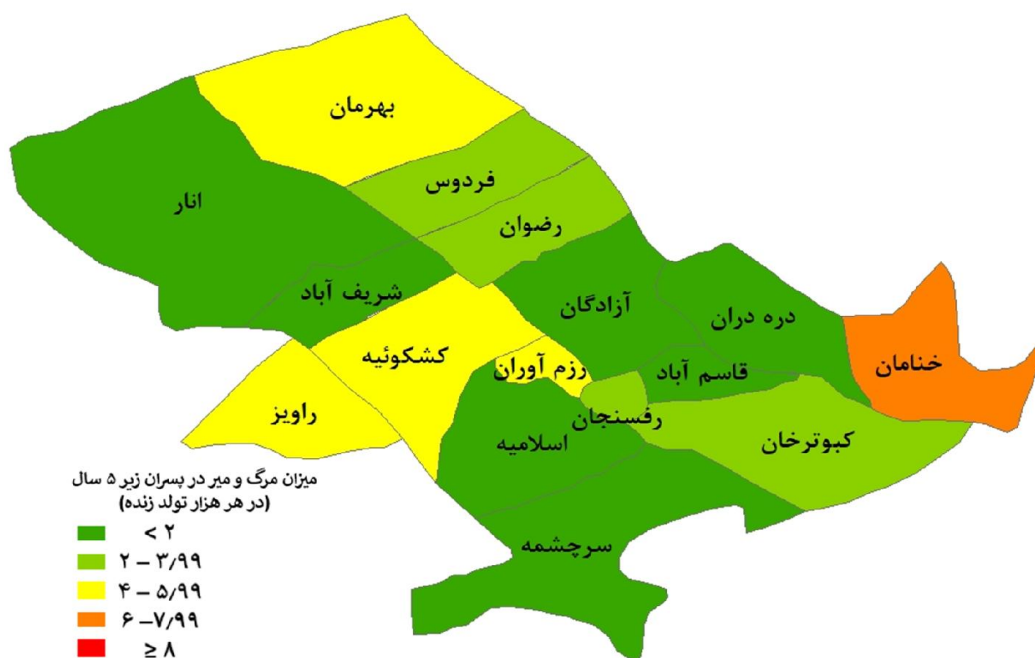 بهرمان
فردوس
انار
رضوان
شریف آباد
آزادگان
دره دران
کشکوئیه
رزم آوران
قاسم آباد
خنامان
راویز
رفسنجان
اسلامیه
کبوترخان
سرچشمه
میزان مرگ و میر در پسران زیر ۵ سال
(در هر هزار تولد زنده)
< ۲
۲ – ۳٫۹۹
۴ – ۵٫۹۹
۶ –۷٫۹۹
≥ ۸